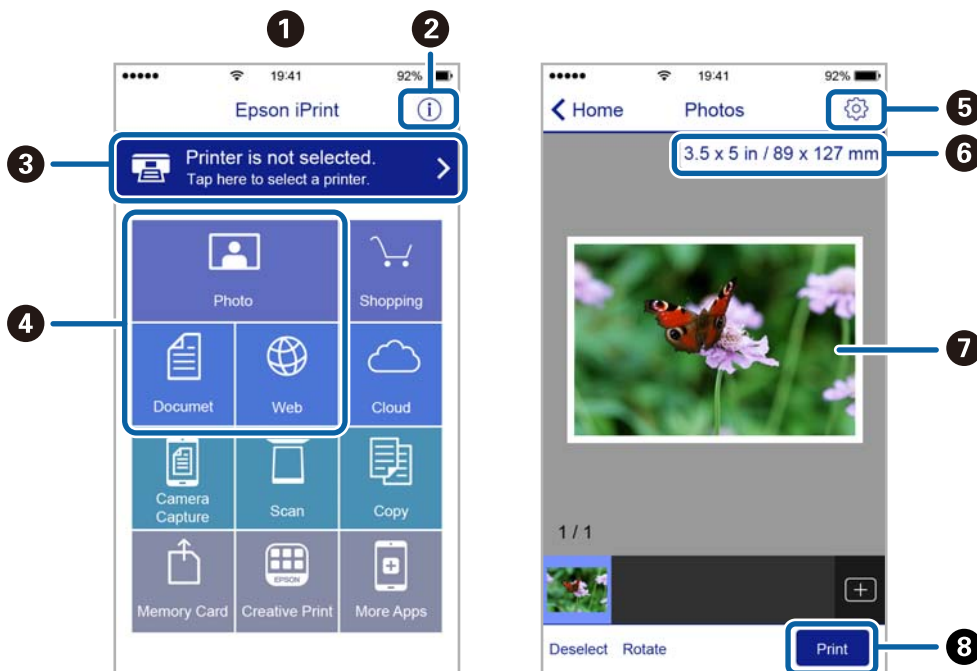 1
2
19:41
92%
Epson iPrint
3
Printer is not selected.
Tap here to select a printer.
4
Photo
Shopping
Documet
Web
Cloud
Camera
Capture
Scan
Copy
EPSON
Memory Card
Creative Print
More Apps
19:41
92%
Home
Photos
5
3.5 x 5 in / 89 x 127 mm
6
7
1 / 1
Deselect
Rotate
Print
8